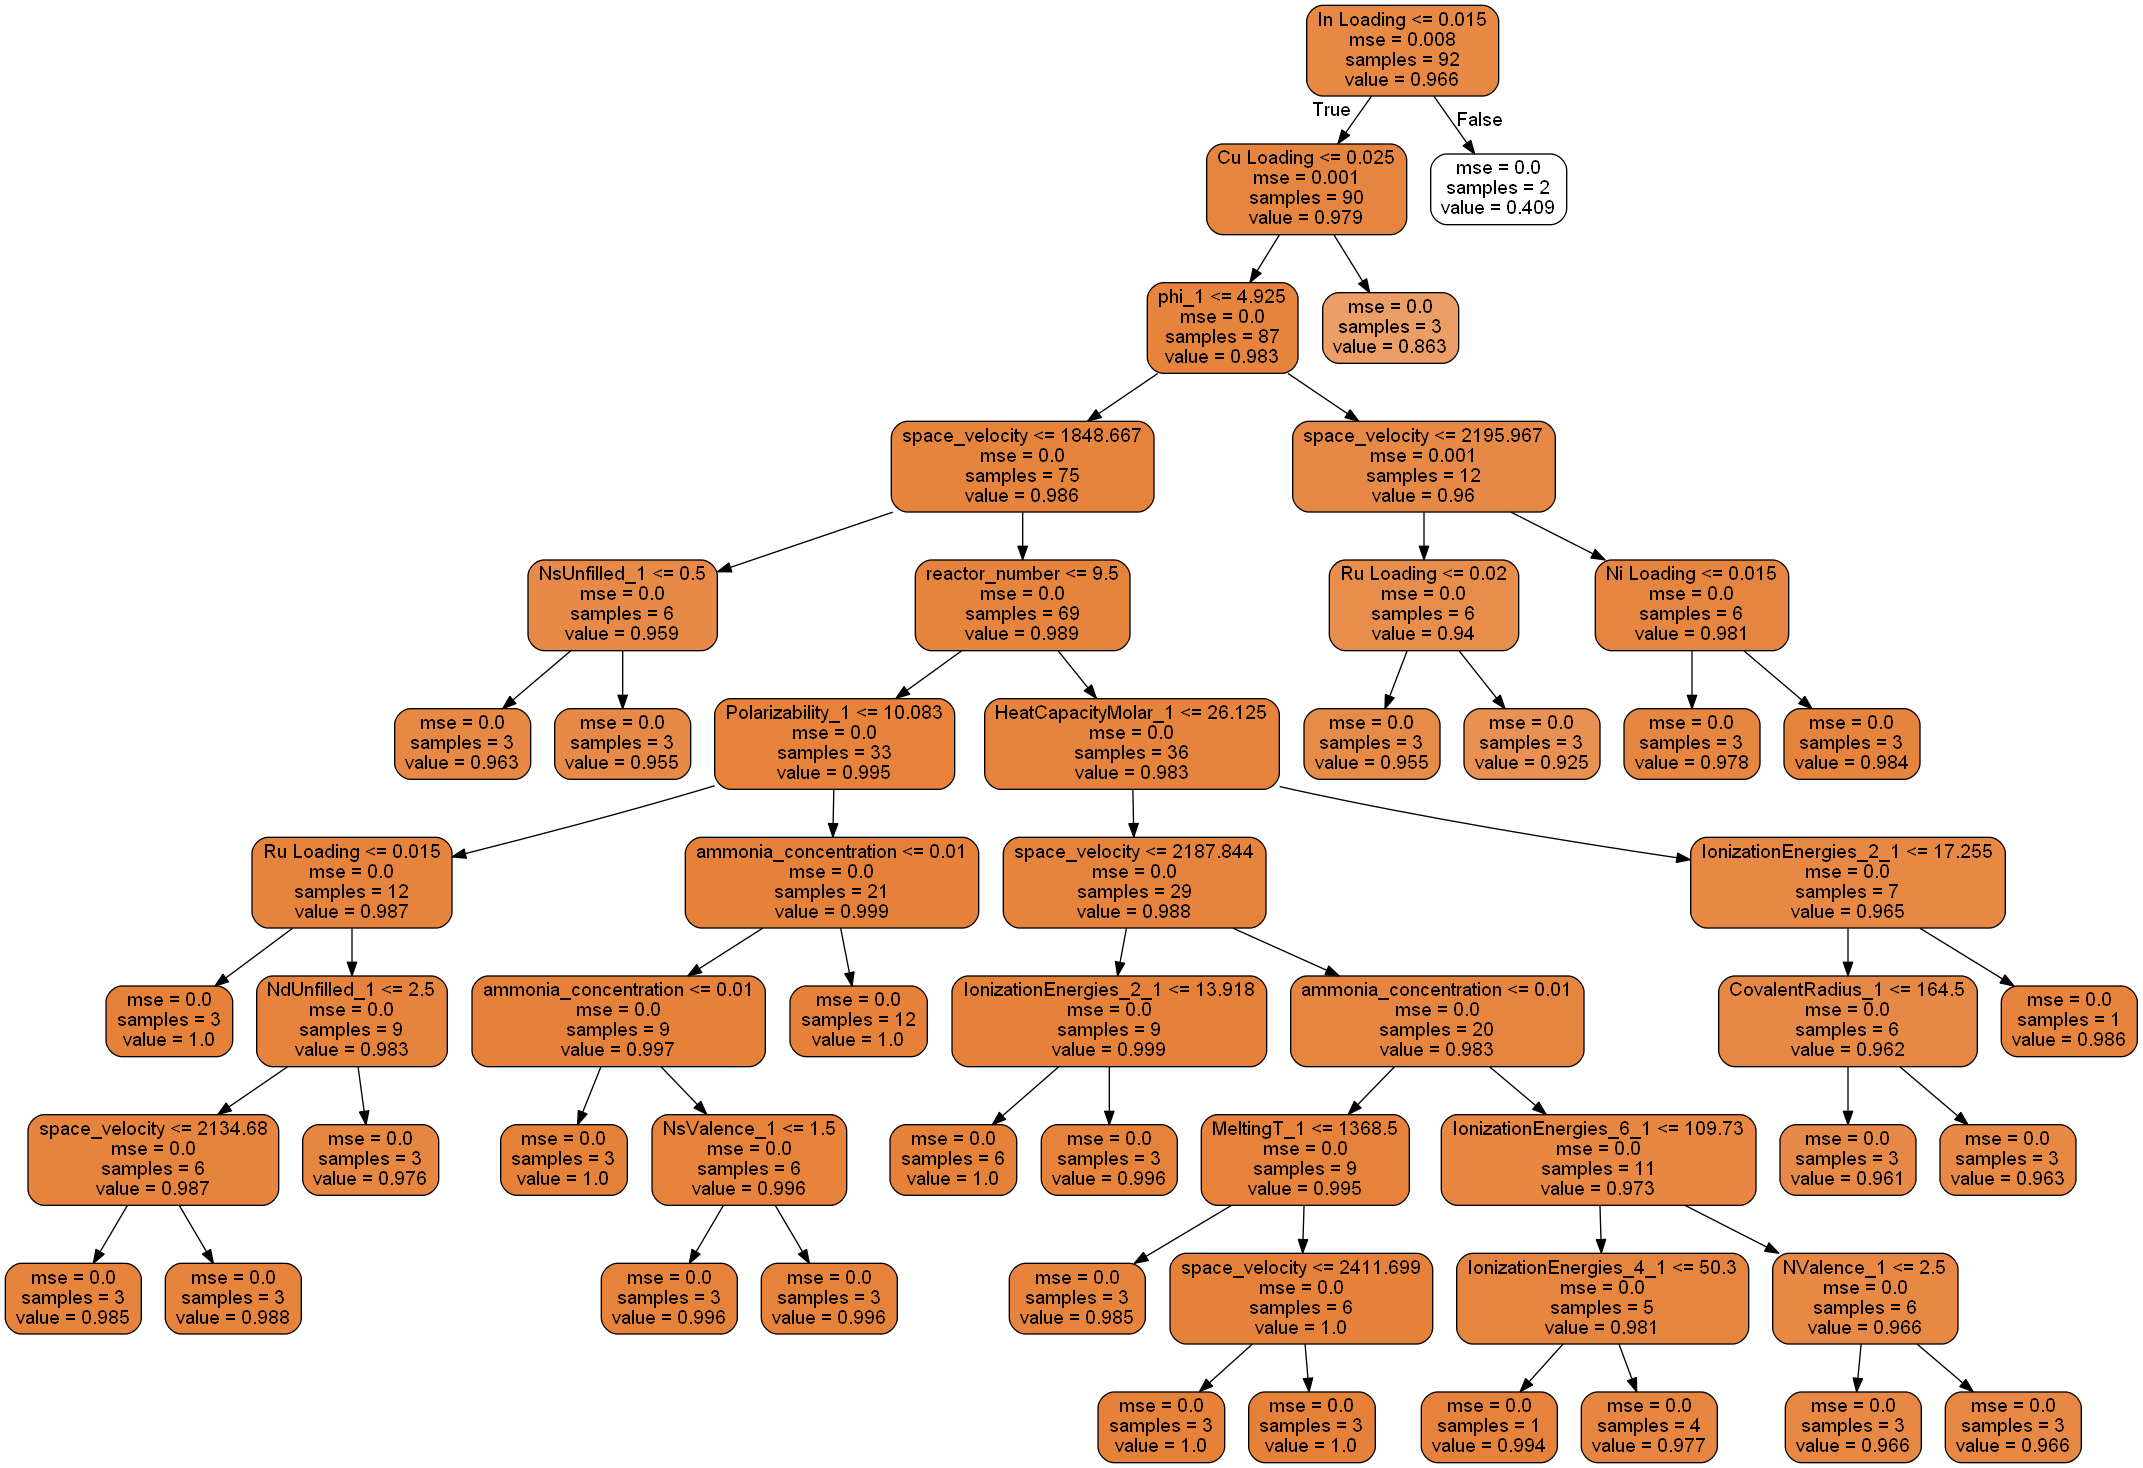 In Loading <= 0.015
mse = 0.008
samples = 92
value = 0.966
True
False
Cu Loading <= 0.025
mse = 0.001
samples = 90
value = 0.979
mse = 0.0
samples = 2
value = 0.409
phi_1 <= 4.925
mse = 0.0
samples = 87
value = 0.983
mse = 0.0
samples = 3
value = 0.863
space_velocity <= 1848.667
mse = 0.0
samples = 75
value = 0.986
space_velocity <= 2195.967
mse = 0.001
samples = 12
value = 0.96
NsUnfilled_1 <= 0.5
mse = 0.0
samples = 6
value = 0.959
reactor_number <= 9.5
mse = 0.0
samples = 69
value = 0.989
Ru Loading <= 0.02
mse = 0.0
samples = 6
value = 0.94
Ni Loading <= 0.015
mse = 0.0
samples = 6
value = 0.981
mse = 0.0
samples = 3
value = 0.963
mse = 0.0
samples = 3
value = 0.955
Polarizability_1 <= 10.083
mse = 0.0
samples = 33
value = 0.995
HeatCapacityMolar_1 <= 26.125
mse = 0.0
samples = 36
value = 0.983
mse = 0.0
samples = 3
value = 0.955
mse = 0.0
samples = 3
value = 0.925
mse = 0.0
samples = 3
value = 0.978
mse = 0.0
samples = 3
value = 0.984
Ru Loading <= 0.015
mse = 0.0
samples = 12
value = 0.987
ammonia_concentration <= 0.01
mse = 0.0
samples = 21
value = 0.999
space_velocity <= 2187.844
mse = 0.0
samples = 29
value = 0.988
IonizationEnergies_2_1 <= 17.255
mse = 0.0
samples = 7
value = 0.965
mse = 0.0
samples = 3
value = 1.0
NdUnfilled_1 <= 2.5
mse = 0.0
samples = 9
value = 0.983
ammonia_concentration <= 0.01
mse = 0.0
samples = 9
value = 0.997
mse = 0.0
samples = 12
value = 1.0
IonizationEnergies_2_1 <= 13.918
mse = 0.0
samples = 9
value = 0.999
ammonia_concentration <= 0.01
mse = 0.0
samples = 20
value = 0.983
CovalentRadius_1 <= 164.5
mse = 0.0
samples = 6
value = 0.962
mse = 0.0
samples = 1
value = 0.986
space_velocity <= 2134.68
mse = 0.0
samples = 6
value = 0.987
mse = 0.0
samples = 3
value = 0.976
mse = 0.0
samples = 3
value = 1.0
NsValence_1 <= 1.5
mse = 0.0
samples = 6
value = 0.996
mse = 0.0
samples = 6
value = 1.0
mse = 0.0
samples = 3
value = 0.996
MeltingT_1 <= 1368.5
mse = 0.0
samples = 9
value = 0.995
IonizationEnergies_6_1 <= 109.73
mse = 0.0
samples = 11
value = 0.973
mse = 0.0
samples = 3
value = 0.961
mse = 0.0
samples = 3
value = 0.963
mse = 0.0
samples = 3
value = 0.985
mse = 0.0
samples = 3
value = 0.988
mse = 0.0
samples = 3
value = 0.996
mse = 0.0
samples = 3
value = 0.996
mse = 0.0
samples = 3
value = 0.985
space_velocity <= 2411.699
mse = 0.0
samples = 6
value = 1.0
IonizationEnergies_4_1 <= 50.3
mse = 0.0
samples = 5
value = 0.981
NValence_1 <= 2.5
mse = 0.0
samples = 6
value = 0.966
mse = 0.0
samples = 3
value = 1.0
mse = 0.0
samples = 3
value = 1.0
mse = 0.0
samples = 1
value = 0.994
mse = 0.0
samples = 4
value = 0.977
mse = 0.0
samples = 3
value = 0.966
mse = 0.0
samples = 3
value = 0.966